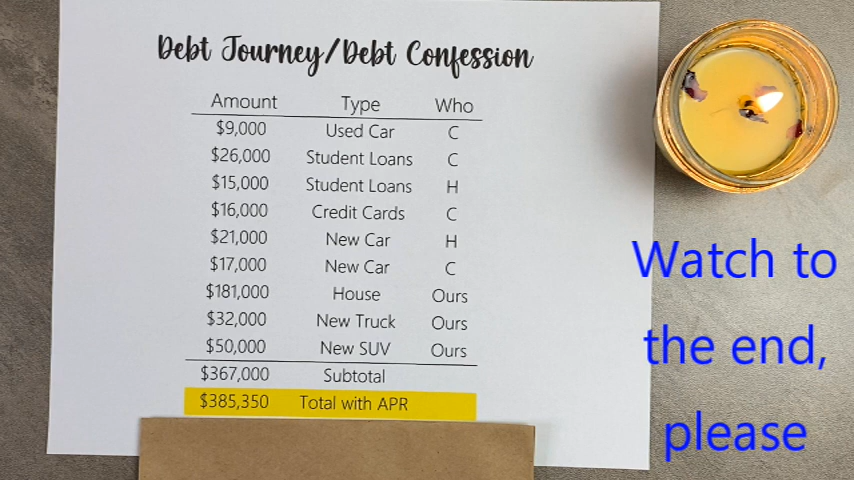 Debt Journey/Debt Confession
Amount Type Who
$9,000 Used Car C
$26,000 Student Loans C
$15,000 Student Loans H
$16,000 Credit Cards C
$21,000 New Car H
$17,000 New Car C
$181,000 House Ours
$32,000 New Truck Ours
$50,000 New SUV Ours
$367,000 Subtotal
$385,350 Total with APR
Watch to
the end,
please